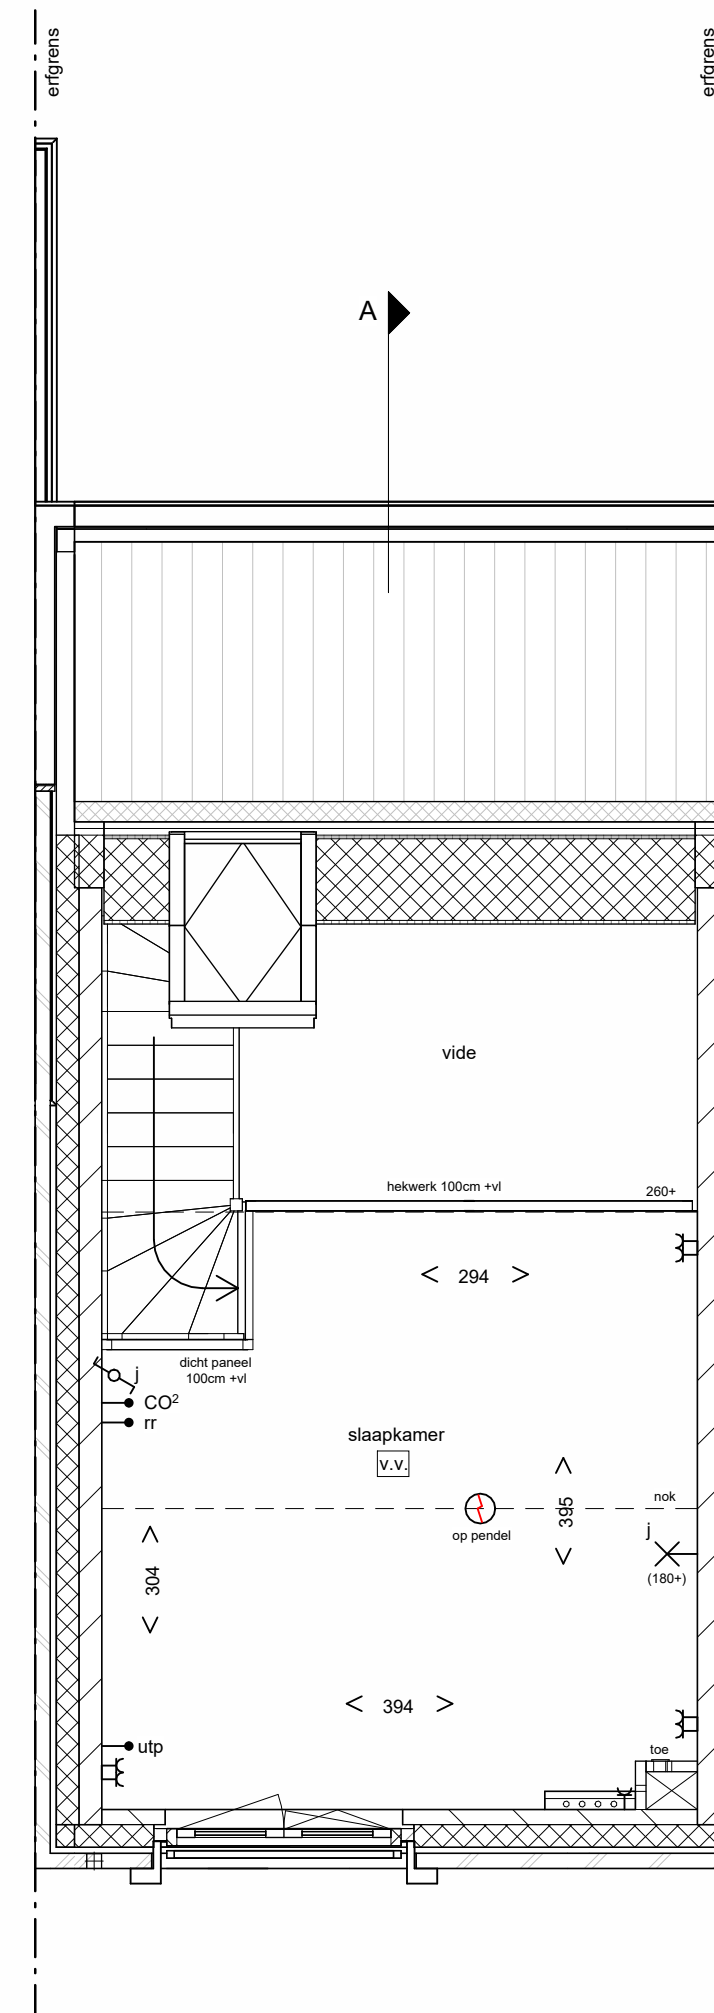 erfgrens
erfgrens
A
vide
hekwerk 100cm +vl
260+
< 294 >
dicht paneel
100cm +vl
j
CO²
rr
slaapkamer
v.v.
< 395 >
nok
op pendel
j
(180+)
< 304 >
< 394 >
utp
toe